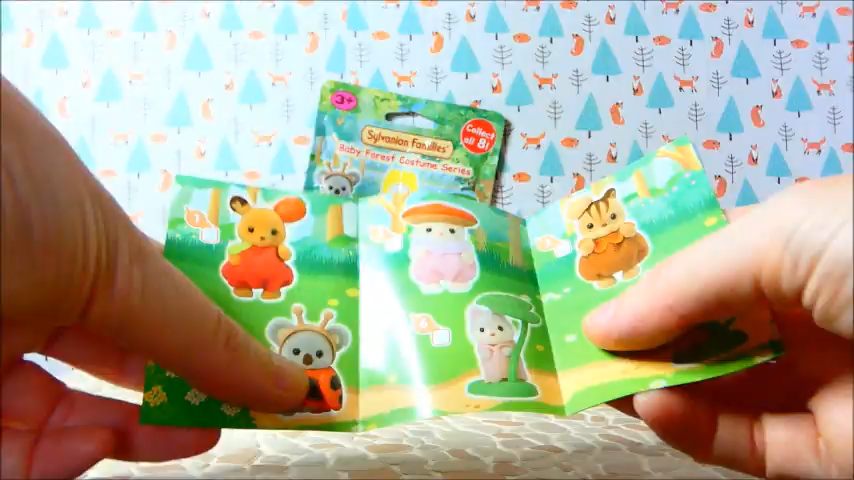 3+
Sylvanian Families
Collect
all 8!
Baby Forest Costume Series